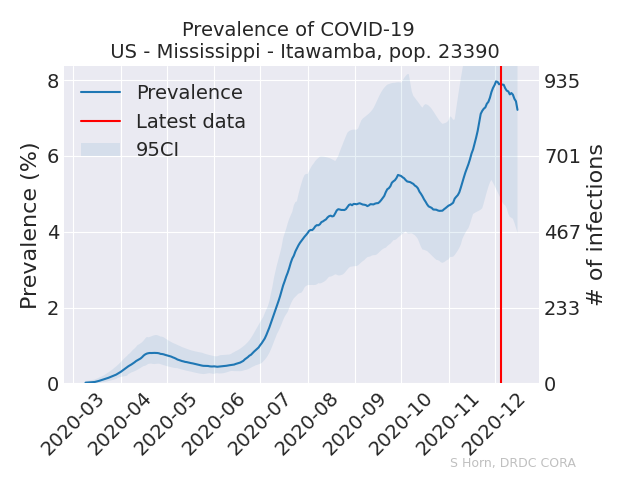 Prevalence of COVID-19
US - Mississippi - Itawamba, pop. 23390
Prevalence
Latest data
95CI
Prevalence (%)
8
6
4
2
0
935
701
467
233
0
# of infections
2020-03
2020-04
2020-05
2020-06
2020-07
2020-08
2020-09
2020-10
2020-11
2020-12
S Horn, DRDC CORA